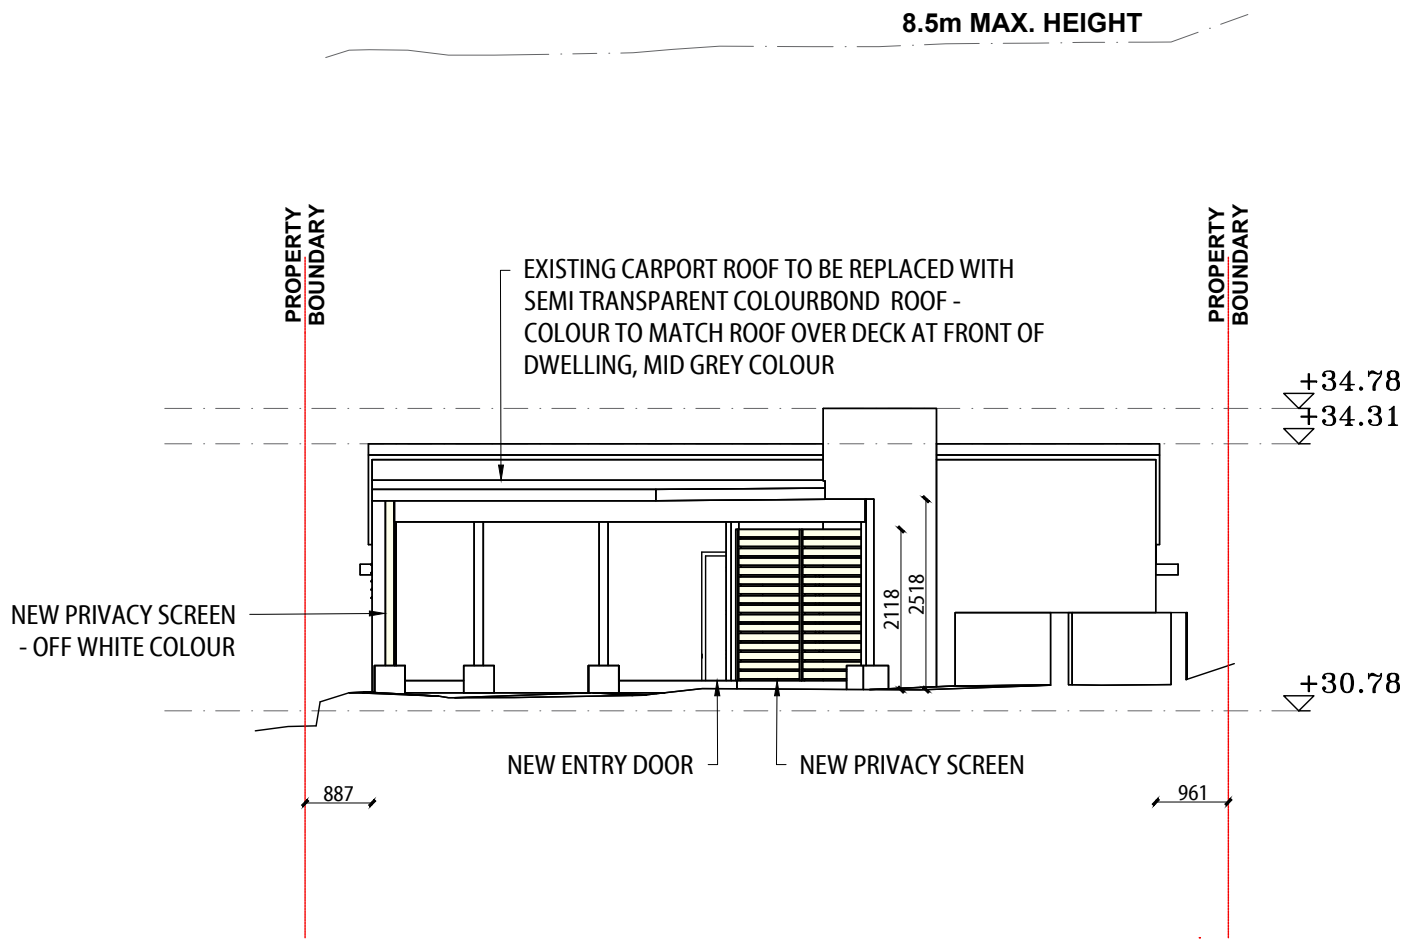 8.5m MAX. HEIGHT
PROPERTY
BOUNDARY
PROPERTY
BOUNDARY
EXISTING CARPORT ROOF TO BE REPLACED WITH
SEMI TRANSPARENT COLOURBOND ROOF -
COLOUR TO MATCH ROOF OVER DECK AT FRONT OF
DWELLING, MID GREY COLOUR
+34.78
+34.31
2118
2518
NEW PRIVACY SCREEN
- OFF WHITE COLOUR
+30.78
NEW ENTRY DOOR
NEW PRIVACY SCREEN
887
961